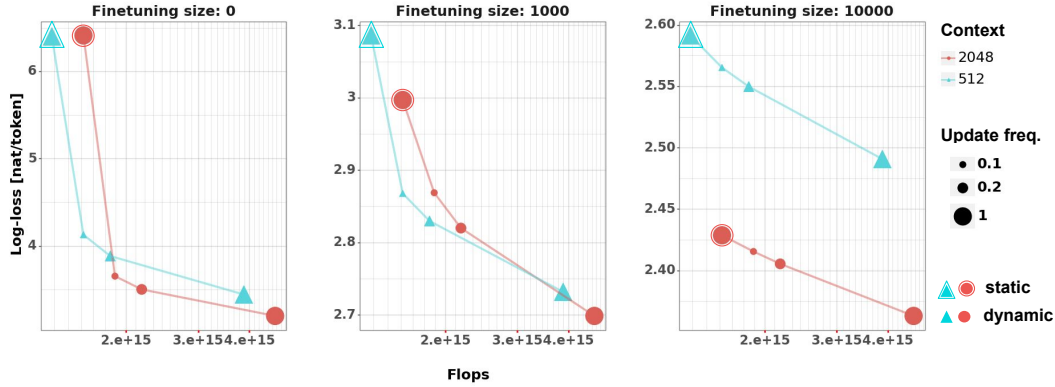 Finetuning size: 0
Finetuning size: 1000
Finetuning size: 10000
Log-loss [nat/token]
6
5
4
2.e+15
3.e+154.e+15
3.1
3
2.9
2.8
2.7
2.e+15
3.e+154.e+15
2.60
2.55
2.50
2.45
2.40
2.e+15
3.e+154.e+15
Flops
Context
2048
512
Update freq.
0.1
0.2
1
static
dynamic